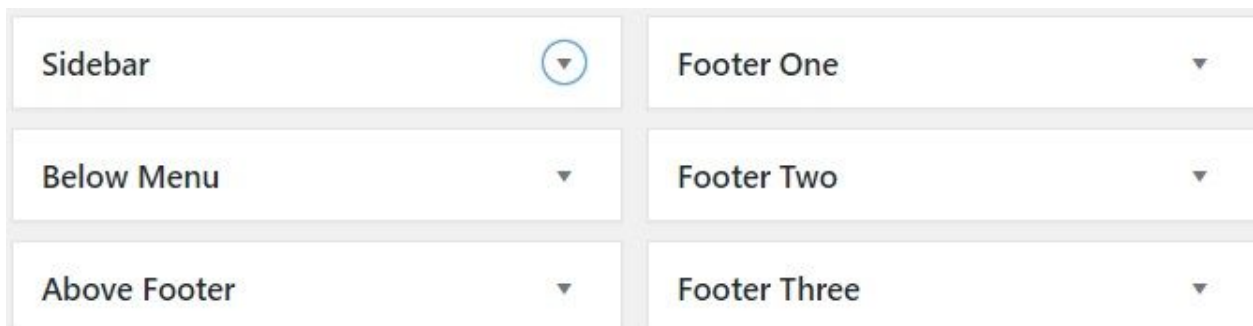 Sidebar
Below Menu
Above Footer
Footer One
Footer Two
Footer Three